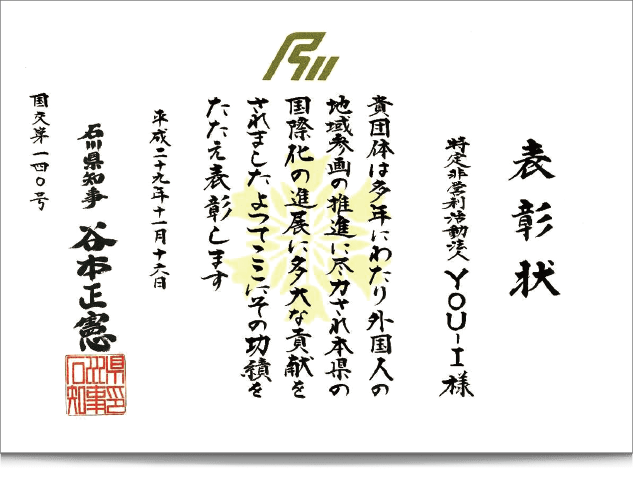 表彰状
特定非営利活動法人YOU-I様
貴団体は多年にわたり外国人の
地域参画の推進に尽力され本県の
国際化の進展に多大な貢献を
されましたよってここにその功績を
たたえ表彰します
平成二十九年十一月十六日
石川県知事 谷本正憲
石川県知事印
国交第一四〇号